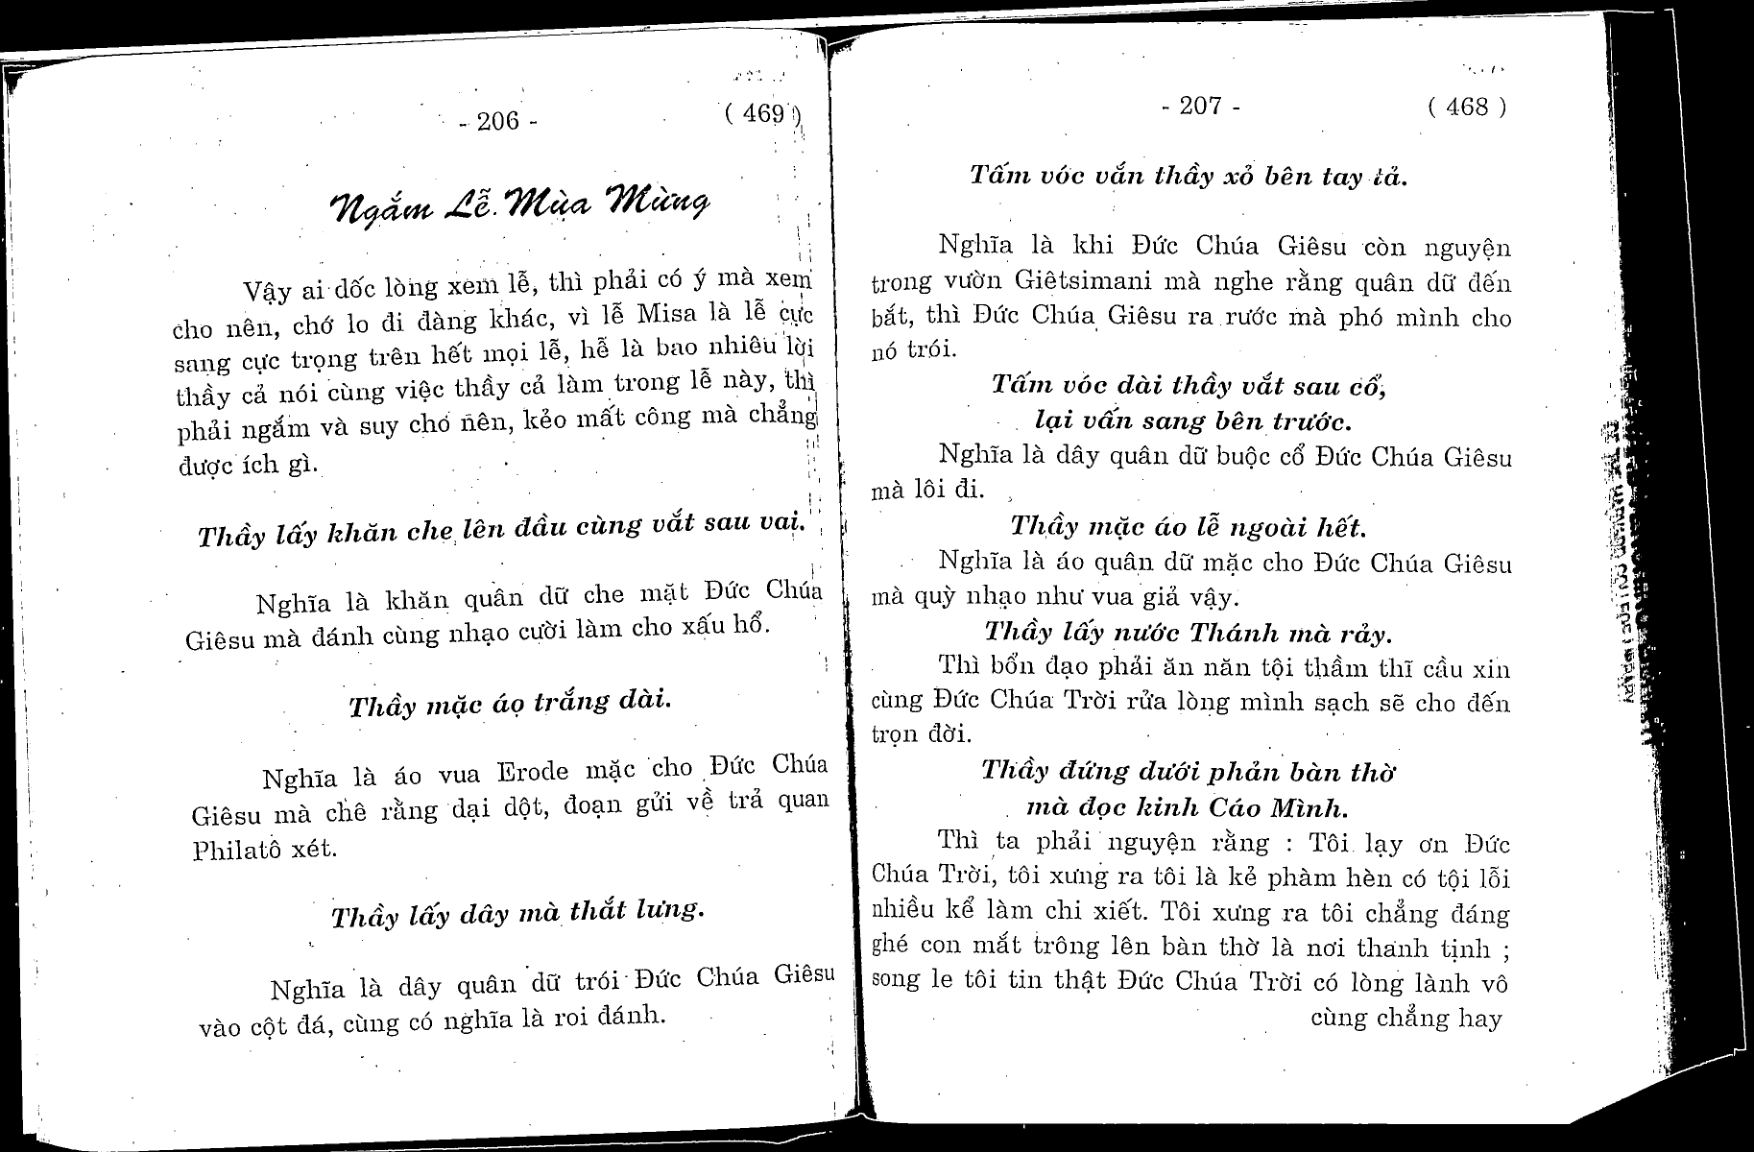 - 206 -
( 469 )
Ngắm Lễ Mùa Mừng
Vậy ai dốc lòng xem lễ, thì phải có ý mà xem
cho nên, chớ lo đi đàng khác, vì lễ Misa là lễ cực
sang cực trọng trên hết mọi lễ, hễ là bao nhiêu lời
thầy cả nói cùng việc thầy cả làm trong lễ này, thì
phải ngắm và suy cho nên, kẻo mất công mà chẳng
được ích gì.
Thầy lấy khăn che lên đầu cùng vắt sau vai.
Nghĩa là khăn quân dữ che mặt Đức Chúa
Giêsu mà đánh cùng nhạo cười làm cho xấu hổ.
Thầy mặc áo trắng dài.
Nghĩa là áo vua Erode mặc cho Đức Chúa
Giêsu mà chê rằng dại dột, đoạn gửi về trả quan
Philatô xét.
Thầy lấy dây mà thắt lưng.
Nghĩa là dây quân dữ trói Đức Chúa Giêsu
vào cột đá, cùng có nghĩa là roi đánh.
- 207 -
( 468 )
Tấm vóc vắn thầy xỏ bên tay tả.
Nghĩa là khi Đức Chúa Giêsu còn nguyện
trong vườn Giêtsimani mà nghe rằng quân dữ đến
bắt, thì Đức Chúa Giêsu ra rước mà phó mình cho
nó trói.
Tấm vóc dài thầy vắt sau cổ,
lại vấn sang bên trước.
Nghĩa là dây quân dữ buộc cổ Đức Chúa Giêsu
mà lôi đi.
Thầy mặc áo lễ ngoài hết.
Nghĩa là áo quân dữ mặc cho Đức Chúa Giêsu
mà quỳ nhạo như vua giả vậy.
Thầy lấy nước Thánh mà rảy.
Thì bổn đạo phải ăn năn tội thầm thĩ cầu xin
cùng Đức Chúa Trời rửa lòng mình sạch sẽ cho đến
trọn đời.
Thầy đứng dưới phản bàn thờ
mà đọc kinh Cáo Mình.
Thì ta phải nguyện rằng : Tôi lạy ơn Đức
Chúa Trời, tôi xưng ra tôi là kẻ phàm hèn có tội lỗi
nhiều kể làm chi xiết. Tôi xưng ra tôi chẳng đáng
ghé con mắt trông lên bàn thờ là nơi thanh tịnh ;
song le tôi tin thật Đức Chúa Trời có lòng lành vô
cùng chẳng hay